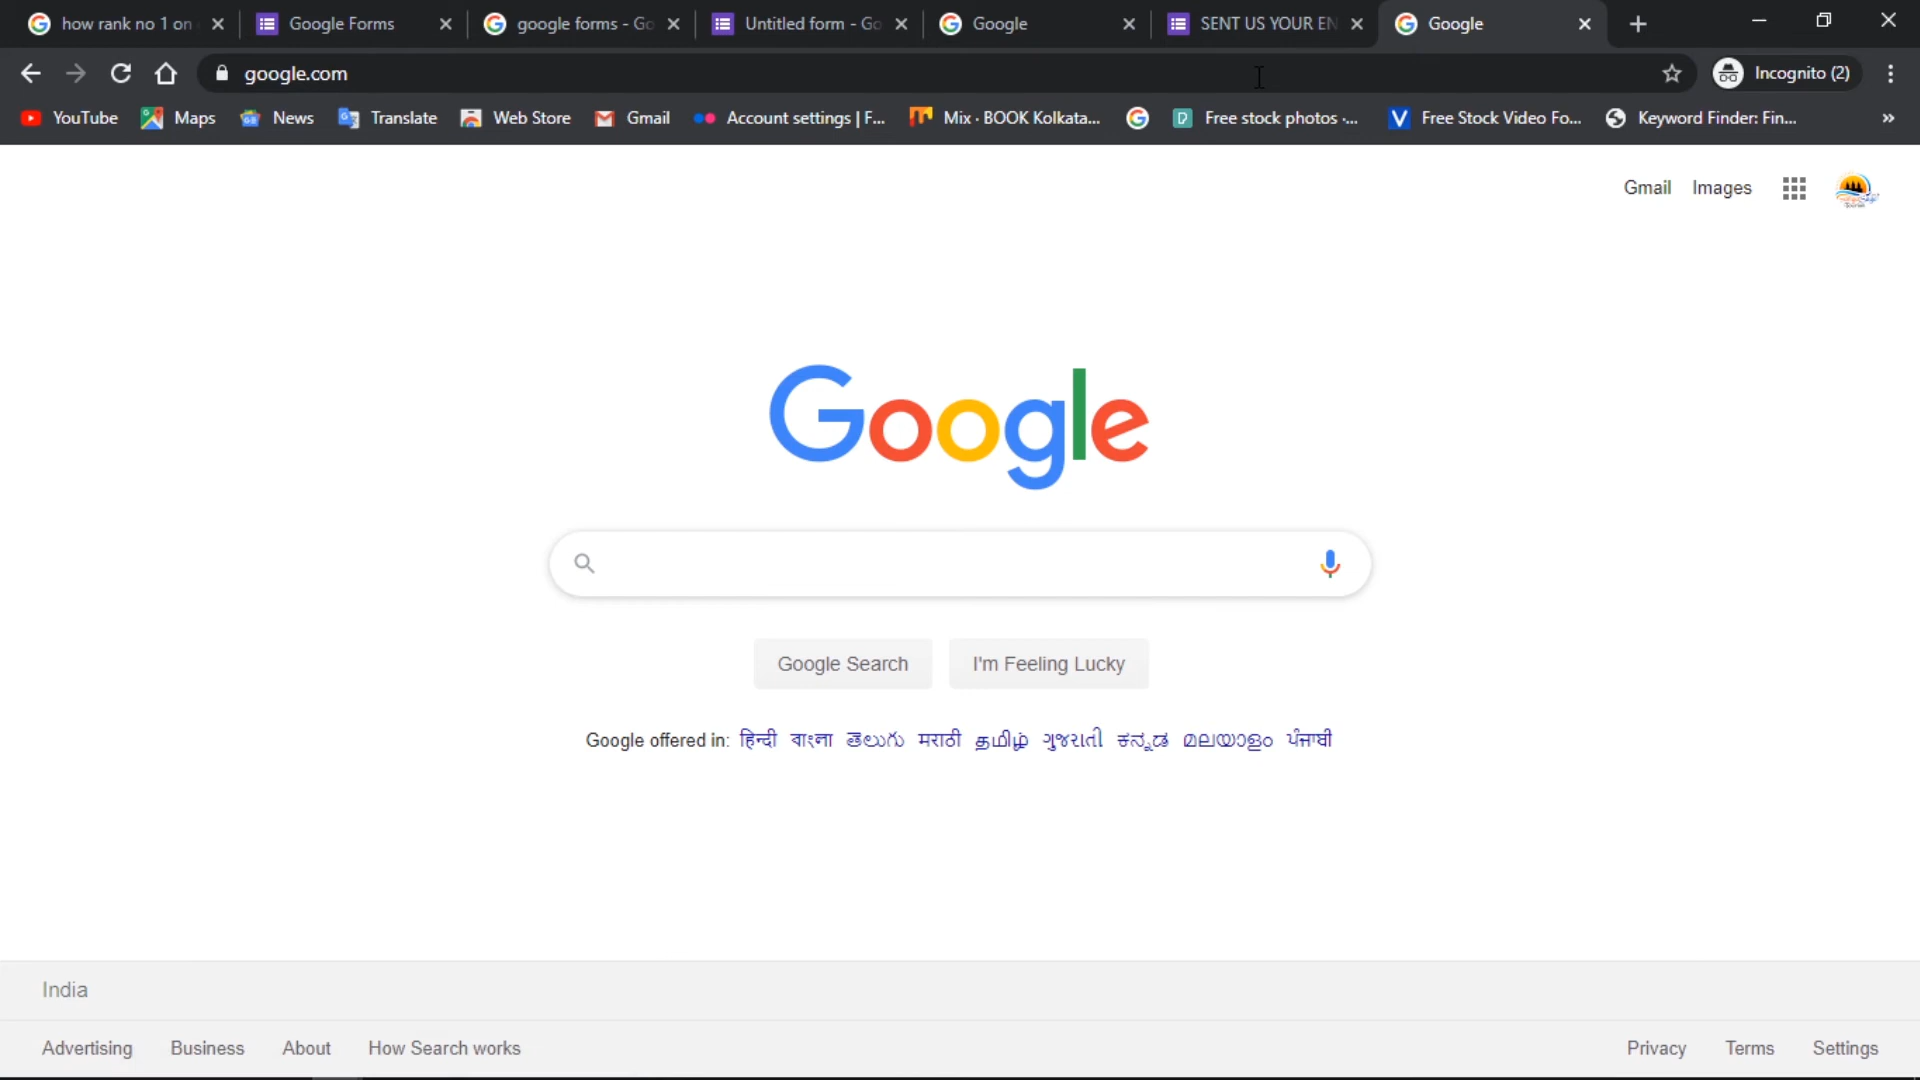 how rank no 1 on
Google Forms
google forms - Go
Untitled form - Go
Google
SENT US YOUR EN
Google
google.com
Incognito (2)
YouTube
Maps
News
Translate
Web Store
Gmail
Account settings | F...
Mix · BOOK Kolkata...
Free stock photos ·...
Free Stock Video Fo...
Keyword Finder: Fin...
»
Gmail
Images
Google
Google Search
I'm Feeling Lucky
Google offered in: हिन्दी বাংলা తెలుగు मराठी தமிழ் ગુજરાતી ಕನ್ನಡ മലയാളം ਪੰਜਾਬੀ
India
Advertising
Business
About
How Search works
Privacy
Terms
Settings